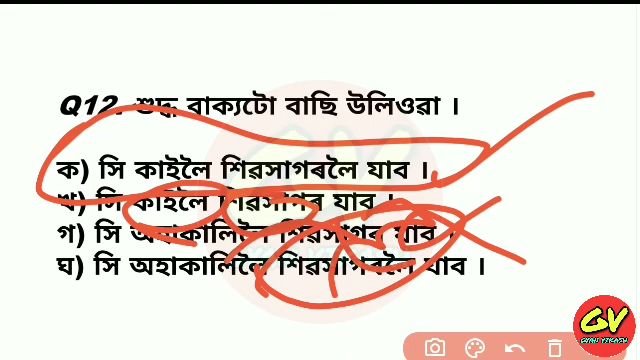 Q12. শুদ্ধ বাক্যটো বাছি উলিওৱা ।
ক) সি কাইলৈ শিৱসাগৰলৈ যাব ।
খ) সি কাইলৈ শিৱসাগৰ যাব ।
গ) সি অহাকালিলৈ শিৱসাগৰ যাব ।
ঘ) সি অহাকালিলৈ শিৱসাগৰলৈ যাব ।
GV